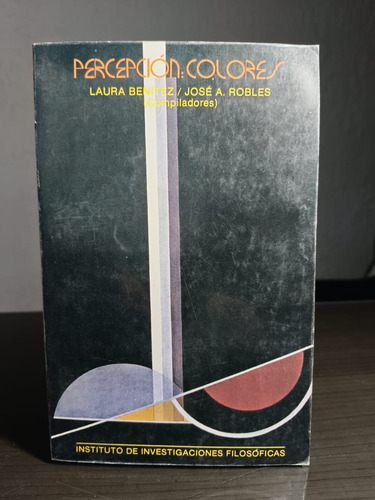 PERCEPCIÓN: COLORES
LAURA BENÍTEZ / JOSÉ A. ROBLES
(Compiladores)
INSTITUTO DE INVESTIGACIONES FILOSÓFICAS